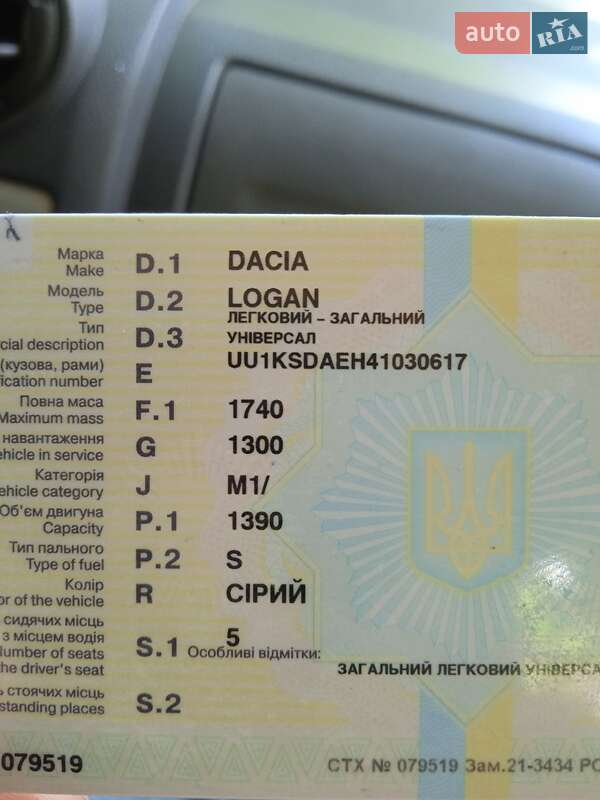 auto RIA .com
Марка
Make D.1 DACIA
Модель
Type D.2 LOGAN
ЛЕГКОВИЙ – ЗАГАЛЬНИЙ
Тип
cial description D.3 УНІВЕРСАЛ
(кузова, рами)
ication number E UU1KSDAEH41030617
Повна маса
Maximum mass F.1 1740
навантаження
ehicle in service G 1300
Категорія
ehicle category J M1/
Об'єм двигуна
Capacity P.1 1390
Тип пального
Type of fuel P.2 S
Колір
or of the vehicle R СІРИЙ
сидячих місць
з місцем водія
Number of seats
the driver's seat S.1 5 Особливі відмітки:
ЗАГАЛЬНИЙ ЛЕГКОВИЙ УНІВЕРСА
ь стоячих місць
standing places S.2
079519 СТХ № 079519 Зам.21-3434 РО